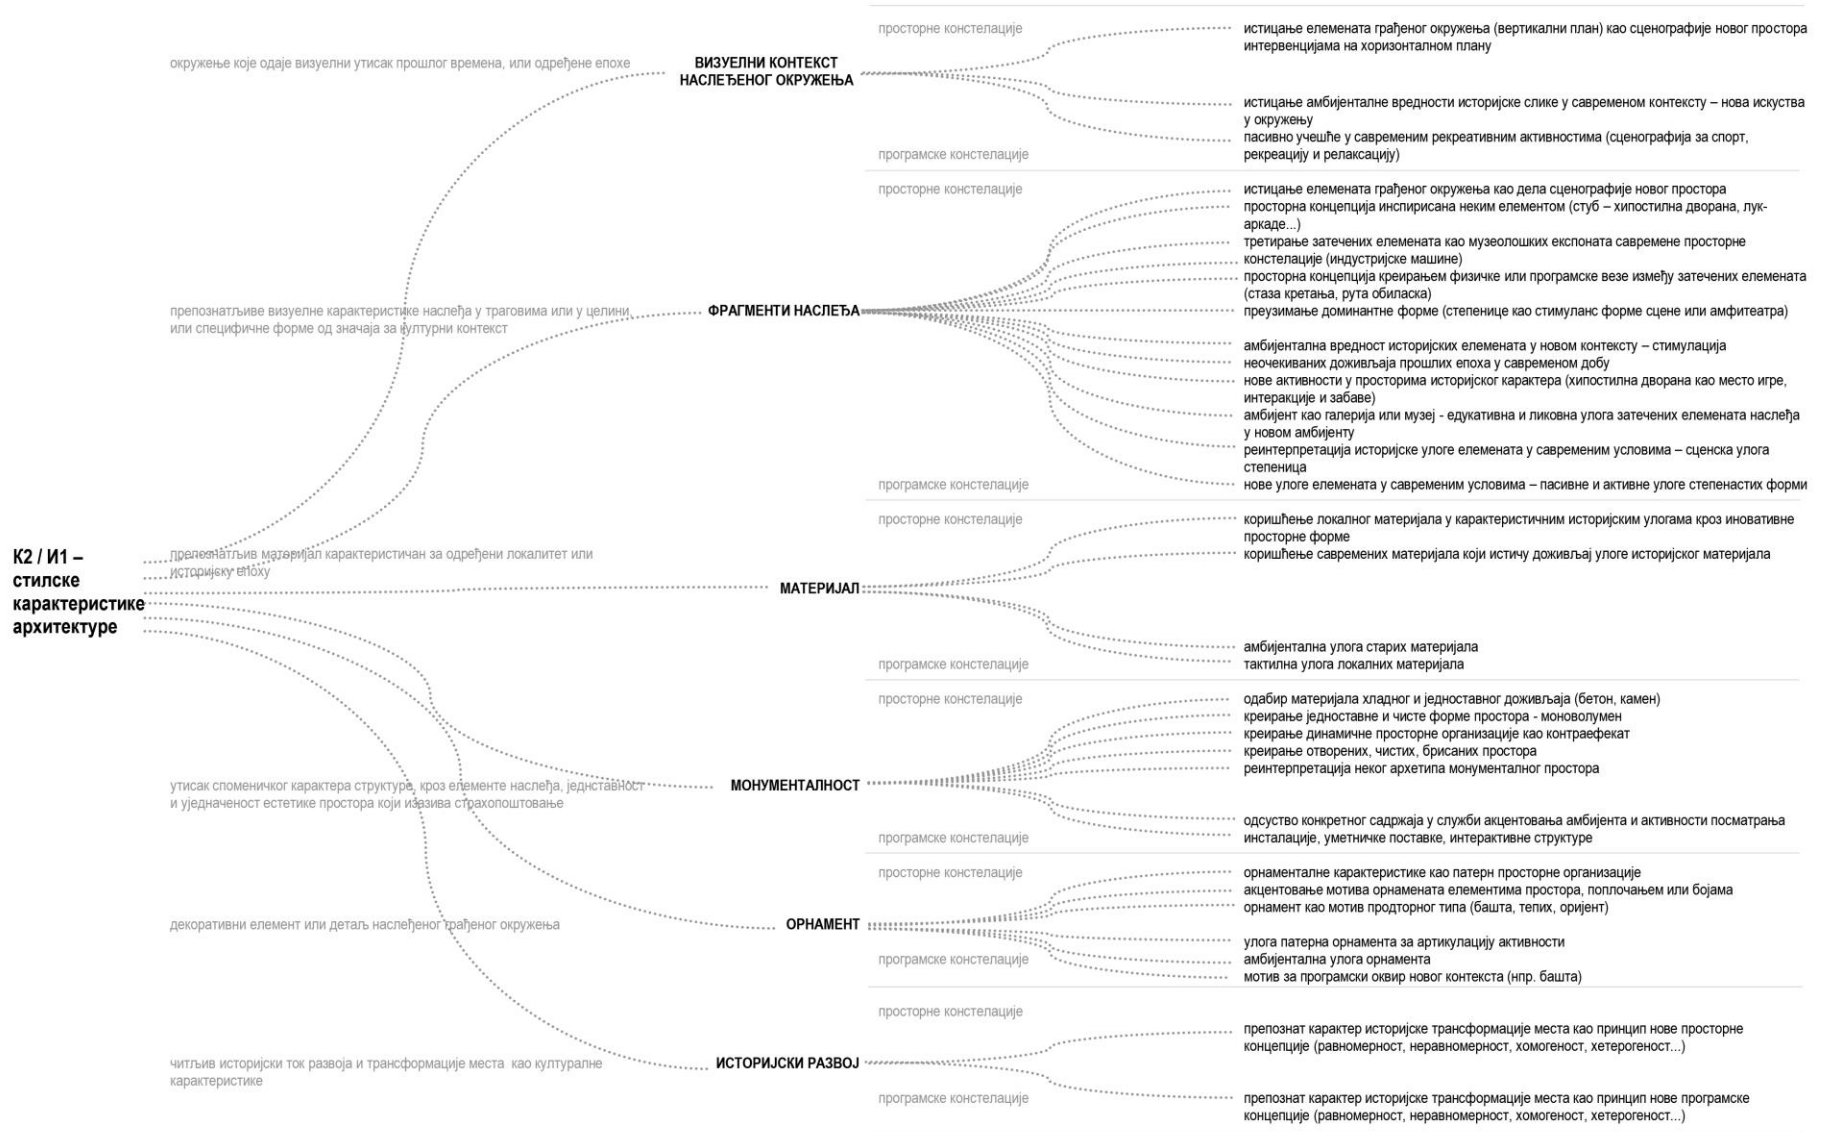 К2 / И1 –
стилске
карактеристике
архитектуре
окружење које одаје визуелни утисак прошлог времена, или одређене епохе
ВИЗУЕЛНИ КОНТЕКСТ
НАСЛЕЂЕНОГ ОКРУЖЕЊА
просторне констелације
истицање елемената грађеног окружења (вертикални план) као сценографије новог простора
интервенцијама на хоризонталном плану
истицање амбијенталне вредности историјске слике у савременом контексту – нова искуства
у окружењу
пасивно учешће у савременим рекреативним активностима (сценографија за спорт,
рекреацију и релаксацију)
програмске констелације
препознатљиве визуелне карактеристике наслеђа у траговима или у целини,
или специфичне форме од значаја за културни контекст
ФРАГМЕНТИ НАСЛЕЂА
просторне констелације
истицање елемената грађеног окружења као дела сценографије новог простора
просторна концепција инспирисана неким елементом (стуб – хипостилна дворана, лук-
аркаде...)
третирање затечених елемената као музеолошких експоната савремене просторне
констелације (индустријске машине)
просторна концепција креирањем физичке или програмске везе између затечених елемената
(стаза кретања, рута обиласка)
преузимање доминантне форме (степенице као стимуланс форме сцене или амфитеатра)
амбијентална вредност историјских елемената у новом контексту – стимулација
неочекиваних доживљаја прошлих епоха у савременом добу
нове активности у просторима историјског карактера (хипостилна дворана као место игре,
интеракције и забаве)
амбијент као галерија или музеј - едукативна и ликовна улога затечених елемената наслеђа
у новом амбијенту
реинтерпретација историјске улоге елемената у савременим условима – сценска улога
степеница
нове улоге елемената у савременим условима – пасивне и активне улоге степенастих форми
програмске констелације
препознатљив материјал карактеристичан за одређени локалитет или
историјску епоху
МАТЕРИЈАЛ
просторне констелације
коришћење локалног материјала у карактеристичним историјским улогама кроз иновативне
просторне форме
коришћење савремених материјала који истичу доживљај улоге историјског материјала
амбијентална улога старих материјала
тактилна улога локалних материјала
програмске констелације
утисак споменичког карактера структура, кроз елементе наслеђа, једнставност
и уједначеност естетике простора који изазива страхопоштовање
МОНУМЕНТАЛНОСТ
просторне констелације
одабир материјала хладног и једноставног доживљаја (бетон, камен)
креирање једноставне и чисте форме простора - моноволумен
креирање динамичне просторне организације као контраефекат
креирање отворених, чистих, брисаних простора
реинтерпретација неког архетипа монументалног простора
одсуство конкретног садржаја у служби акцентовања амбијента и активности посматрања
инсталације, уметничке поставке, интерактивне структуре
програмске констелације
декоративни елемент или детаљ наслеђеног грађеног окружења
ОРНАМЕНТ
просторне констелације
орнаменталне карактеристике као патерн просторне организације
акцентовање мотива орнамената елементима простора, поплочањем или бојама
орнамент као мотив продторног типа (башта, тепих, оријент)
улога патерна орнамента за артикулацију активности
амбијентална улога орнамента
мотив за програмски оквир новог контекста (нпр. башта)
програмске констелације
читљив историјски ток развоја и трансформације места као културалне
карактеристике
ИСТОРИЈСКИ РАЗВОЈ
просторне констелације
препознат карактер историјске трансформације места као принцип нове просторне
концепције (равномерност, неравномерност, хомогеност, хетерогеност...)
програмске констелације
препознат карактер историјске трансформације места као принцип нове програмске
концепције (равномерност, неравномерност, хомогеност, хетерогеност...)